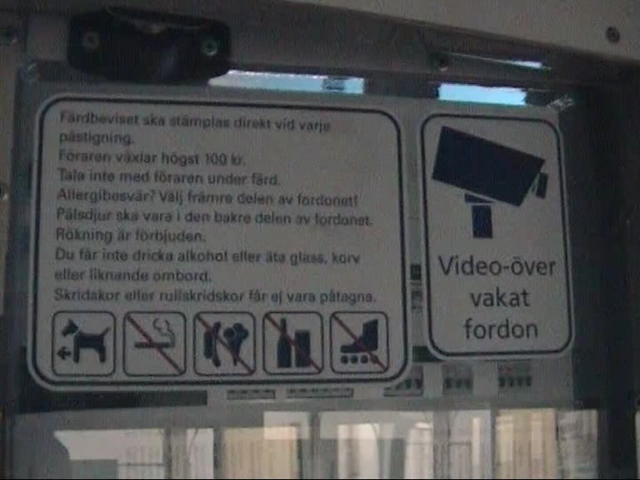 Färdbeviset ska stämplas direkt vid varje
påstigning.
Föraren växlar högst 100 kr.
Tala inte med föraren under färd.
Allergibesvär? Välj främre delen av fordonet!
Pälsdjur ska vara i den bakre delen av fordonet.
Rökning är förbjuden.
Du får inte dricka alkohol eller äta glass, korv
eller liknande ombord.
Skridskor eller rullskridskor får ej vara påtagna.
Video-över
vakat
fordon